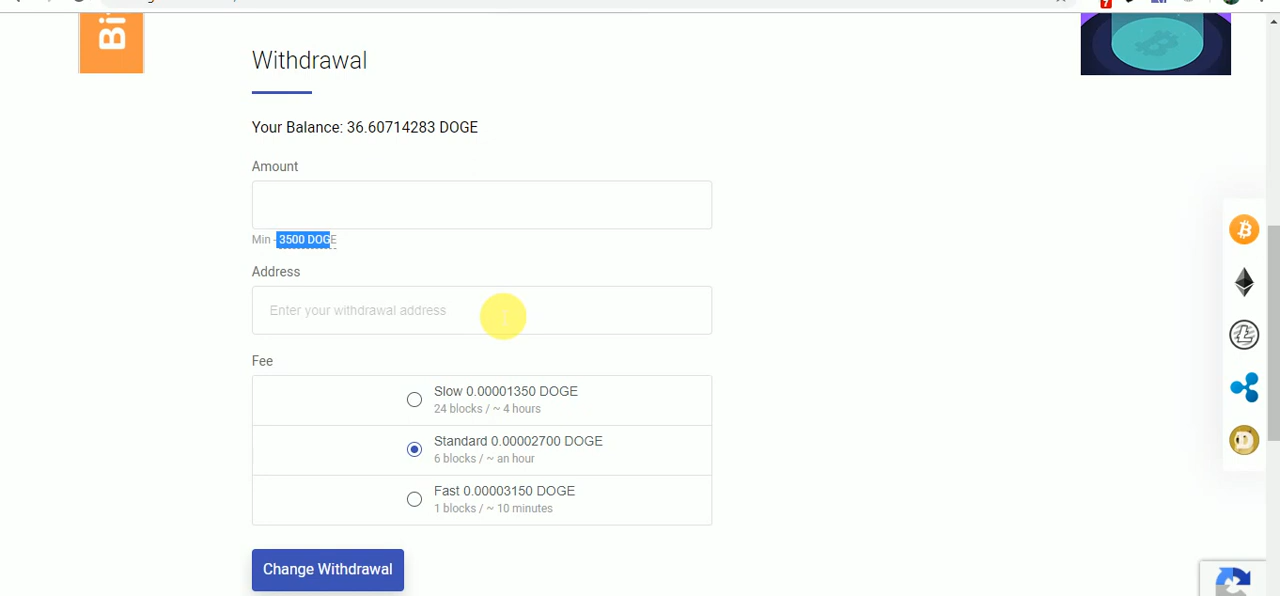 Bi
7
Withdrawal
Your Balance: 36.60714283 DOGE
Amount
Min - 3500 DOGE
Address
Enter your withdrawal address
Fee
Slow 0.00001350 DOGE
24 blocks / ~ 4 hours
Standard 0.00002700 DOGE
6 blocks / ~ an hour
Fast 0.00003150 DOGE
1 blocks / ~ 10 minutes
Change Withdrawal